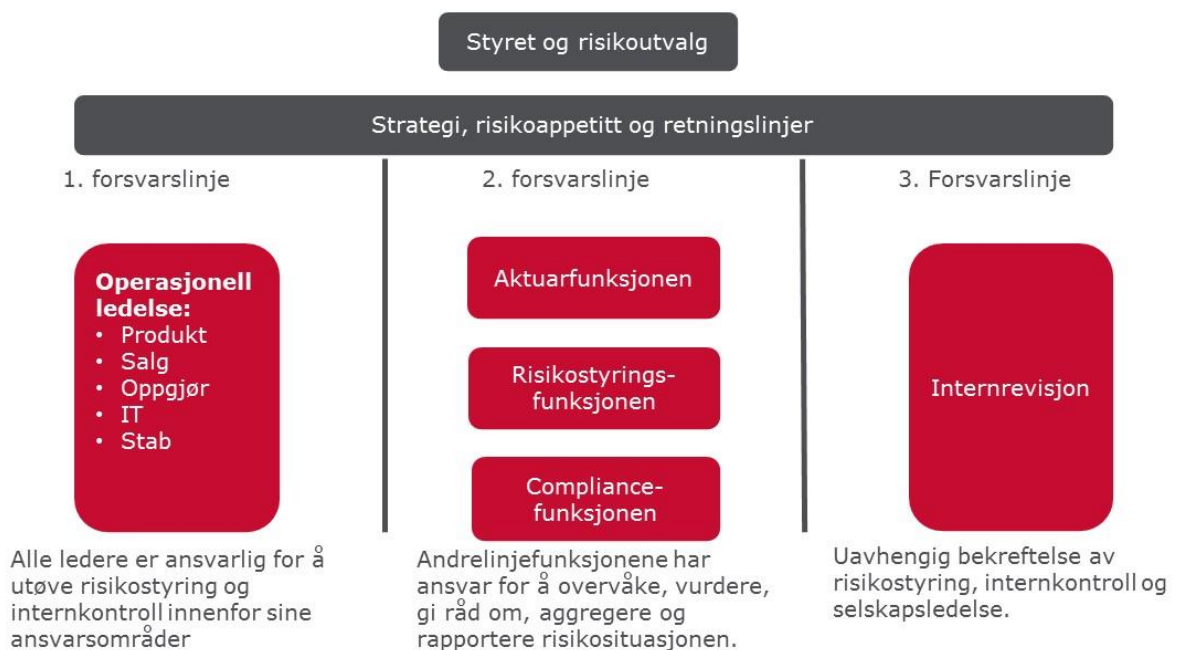 Styret og risikoutvalg
Strategi, risikoappetitt og retningslinjer
1. forsvarslinje
Operasjonell
ledelse:
• Produkt
• Salg
• Oppgjør
• IT
• Stab
Alle ledere er ansvarlig for å
utøve risikostyring og
internkontroll innenfor sine
ansvarsområder
2. forsvarslinje
Aktuarfunksjonen
Risikostyrings-
funksjonen
Compliance-
funksjonen
Andrelinjefunksjonene har
ansvar for å overvåke, vurdere,
gi råd om, aggregere og
rapportere risikosituasjonen.
3. Forsvarslinje
Internrevisjon
Uavhengig bekreftelse av
risikostyring, internkontroll og
selskapsledelse.